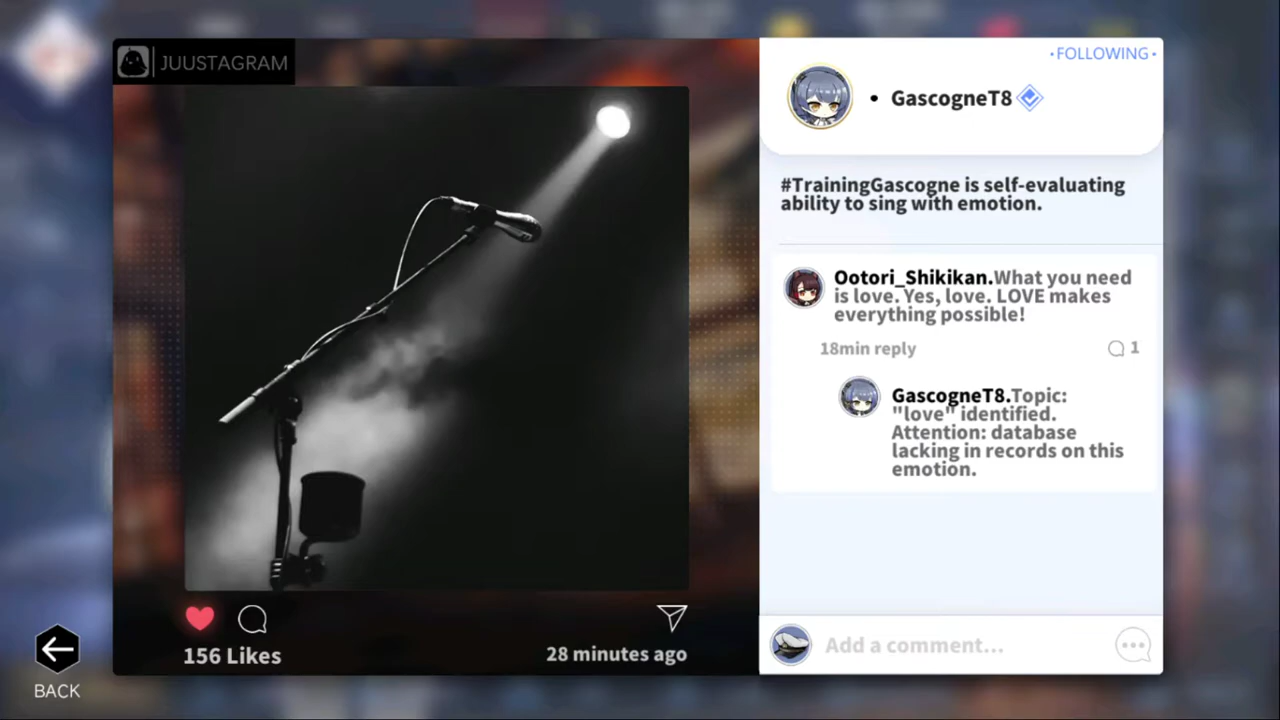 JUUSTAGRAM
•FOLLOWING•
• GascogneT8
#TrainingGascogne is self-evaluating
ability to sing with emotion.
Ootori_Shikikan.What you need
is love. Yes, love. LOVE makes
everything possible!
18min reply
1
GascogneT8.Topic:
"love" identified.
Attention: database
lacking in records on this
emotion.
156 Likes
28 minutes ago
Add a comment...
BACK